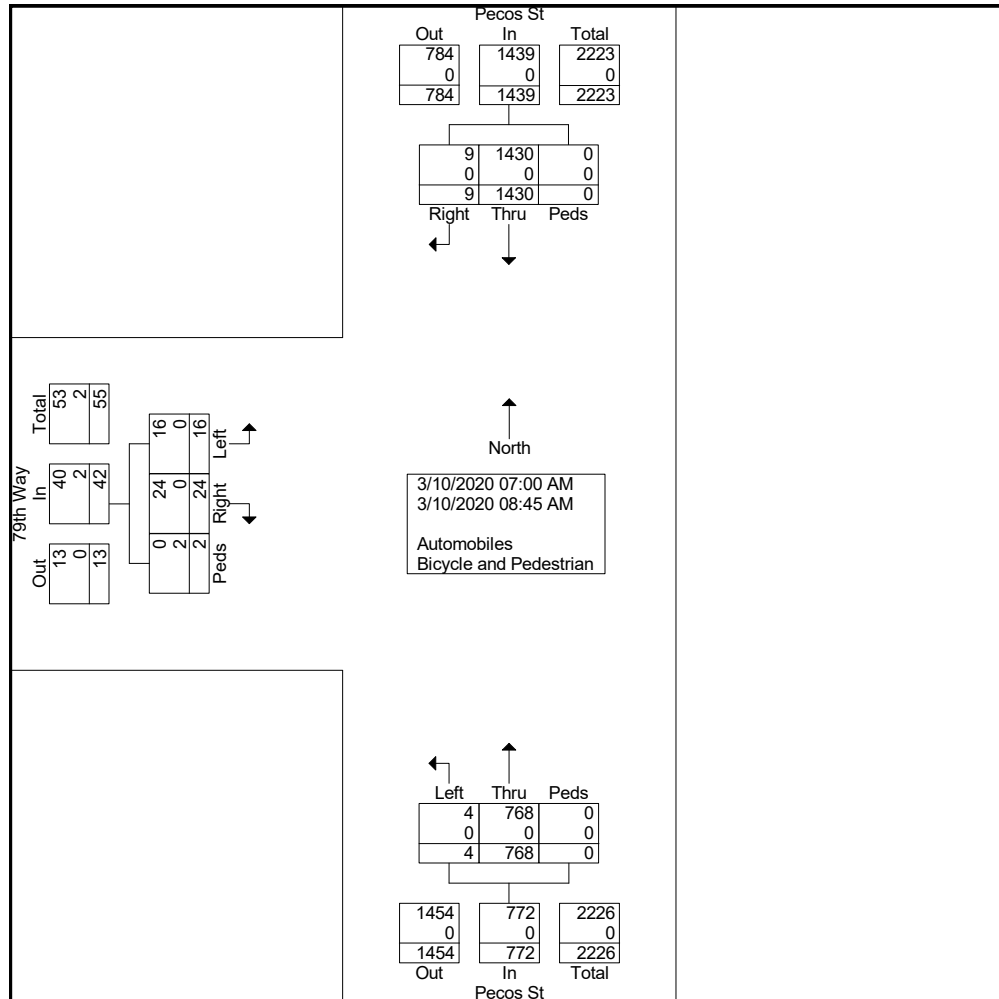 Pecos St
Out In Total
784 1439 2223
0 0 0
784 1439 2223
9 1430 0
0 0 0
9 1430 0
Right Thru Peds
79th Way
Total
53
2
55
In
40
2
42
Out
13
0
13
16
0
16
Left
24
0
24
Right
0
2
2
Peds
North
3/10/2020 07:00 AM
3/10/2020 08:45 AM
Automobiles
Bicycle and Pedestrian
Left Thru Peds
4 768 0
0 0 0
4 768 0
1454 772 2226
0 0 0
1454 772 2226
Out In Total
Pecos St